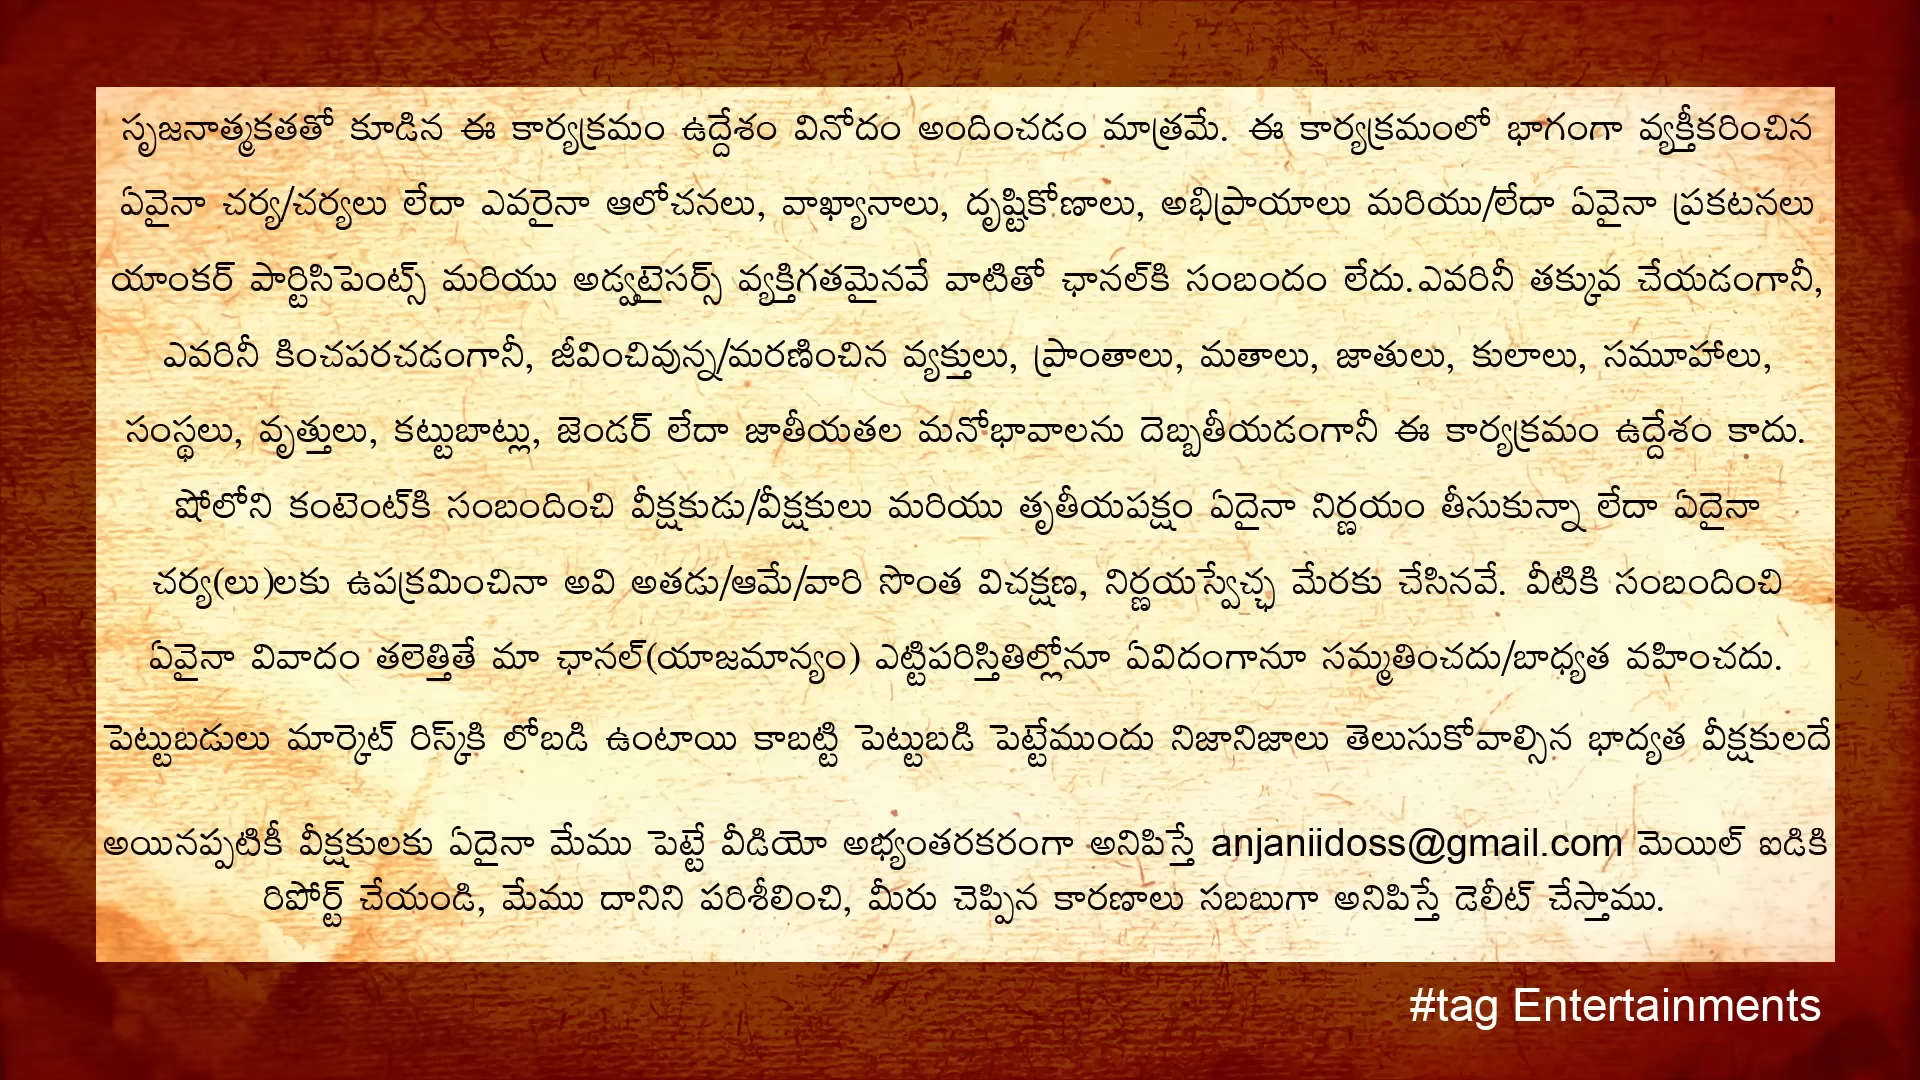 సృజనాత్మకతతో కూడిన ఈ కార్యక్రమం ఉద్దేశం వినోదం అందించడం మాత్రమే. ఈ కార్యక్రమంలో భాగంగా వ్యక్తీకరించిన
ఏవైనా చర్య/చర్యలు లేదా ఎవరైనా ఆలోచనలు, వాఖ్యానాలు, దృష్టికోణాలు, అభిప్రాయాలు మరియు/లేదా ఏవైనా ప్రకటనలు
యాంకర్ పార్టిసిపెంట్స్ మరియు అడ్వటైసర్స్ వ్యక్తిగతమైనవే వాటితో ఛానల్‌కి సంబందం లేదు.ఎవరినీ తక్కువ చేయడంగానీ,
ఎవరినీ కించపరచడంగానీ, జీవించివున్న/మరణించిన వ్యక్తులు, ప్రాంతాలు, మతాలు, జాతులు, కులాలు, సమూహాలు,
సంస్థలు, వృత్తులు, కట్టుబాట్లు, జెండర్ లేదా జాతీయతల మనోభావాలను దెబ్బతీయడంగానీ ఈ కార్యక్రమం ఉద్దేశం కాదు.
షోలోని కంటెంట్‌కి సంబందించి వీక్షకుడు/వీక్షకులు మరియు తృతీయపక్షం ఏదైనా నిర్ణయం తీసుకున్నా లేదా ఏదైనా
చర్య(లు)లకు ఉపక్రమించినా అవి అతడు/ఆమే/వారి సొంత విచక్షణ, నిర్ణయస్వేచ్ఛ మేరకు చేసినవే. వీటికి సంబందించి
ఏవైనా వివాదం తలెత్తితే మా ఛానల్(యాజమాన్యం) ఎట్టిపరిస్తితిల్లోనూ ఏవిదంగానూ సమ్మతించదు/బాధ్యత వహించదు.
పెట్టుబడులు మార్కెట్ రిస్క్‌కి లోబడి ఉంటాయి కాబట్టి పెట్టుబడి పెట్టేముందు నిజానిజాలు తెలుసుకోవాల్సిన భాద్యత వీక్షకులదే
అయినప్పటికీ వీక్షకులకు ఏదైనా మేము పెట్టే వీడియో అభ్యంతరకరంగా అనిపిస్తే anjaniidoss@gmail.com మెయిల్ ఐడికి
రిపోర్ట్ చేయండి, మేము దానిని పరిశీలించి, మీరు చెప్పిన కారణాలు సబబుగా అనిపిస్తే డెలీట్ చేస్తాము.
#tag Entertainments